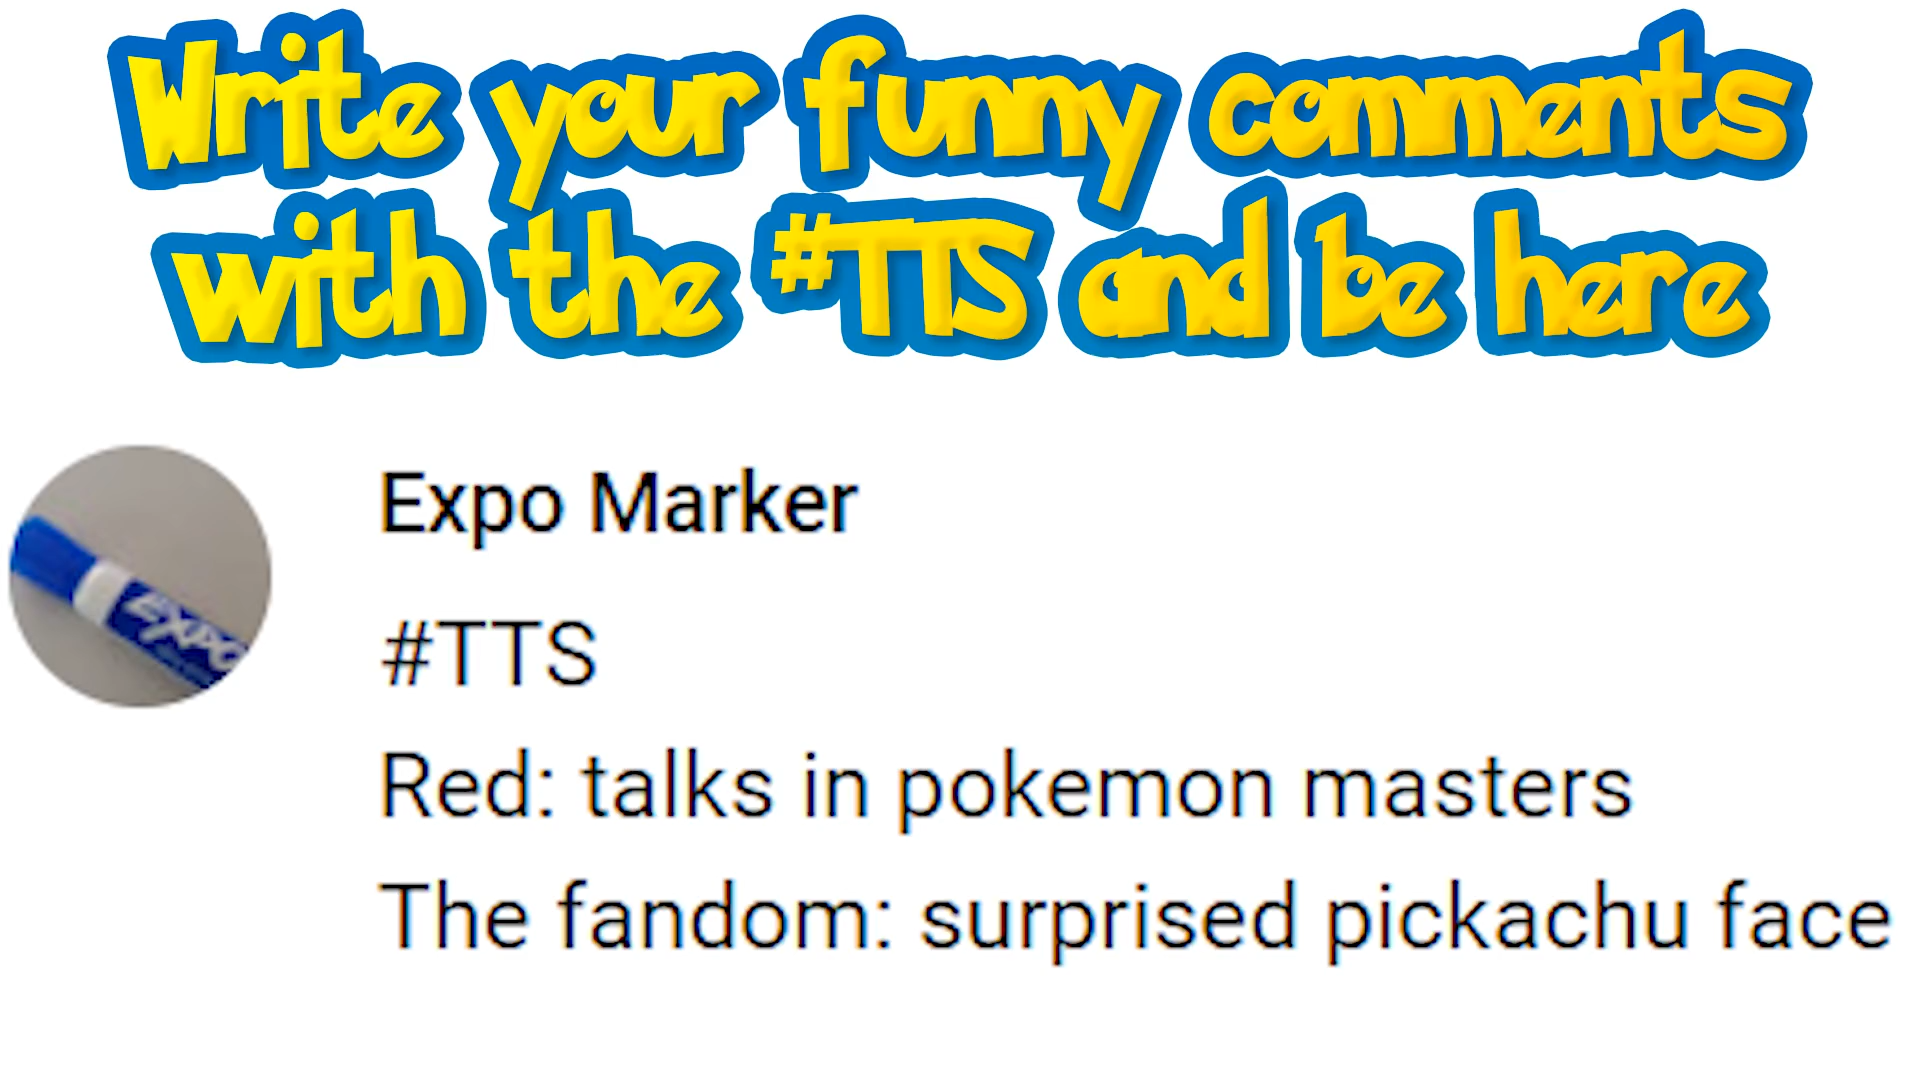 Write your funny comments
with the #TTS and be here
Expo Marker
EXPO
#TTS
Red: talks in pokemon masters
The fandom: surprised pickachu face